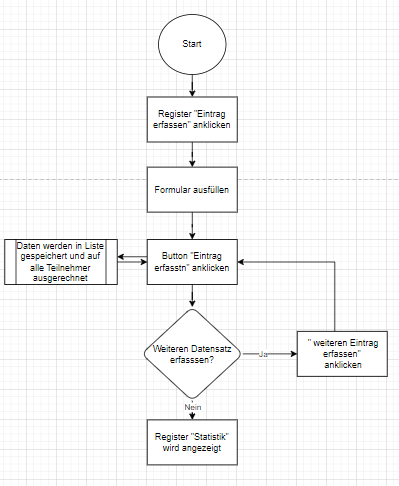 Start
Register "Eintrag
erfassen" anklicken
Formular ausfüllen
Daten werden in Liste
gespeichert und auf
alle Teilnehmer
ausgerechnet
Button "Eintrag
erfasstn" anklicken
Weiteren Datensatz
erfasssen?
Ja
" weiteren Eintrag
erfassen"
anklicken
Nein
Register "Statistik"
wird angezeigt